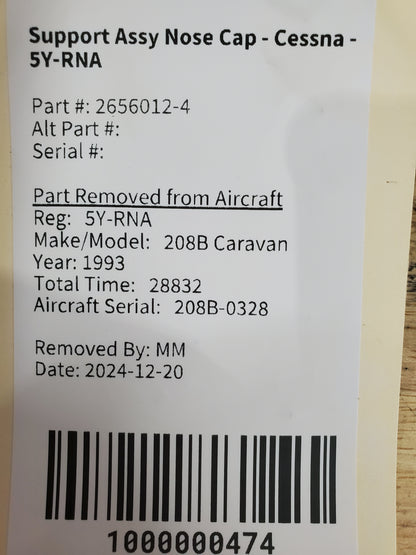 Support Assy Nose Cap - Cessna -
5Y-RNA
Part #: 2656012-4
Alt Part #:
Serial #:
Part Removed from Aircraft
Reg: 5Y-RNA
Make/Model: 208B Caravan
Year: 1993
Total Time: 28832
Aircraft Serial: 208B-0328
Removed By: MM
Date: 2024-12-20
1000000474